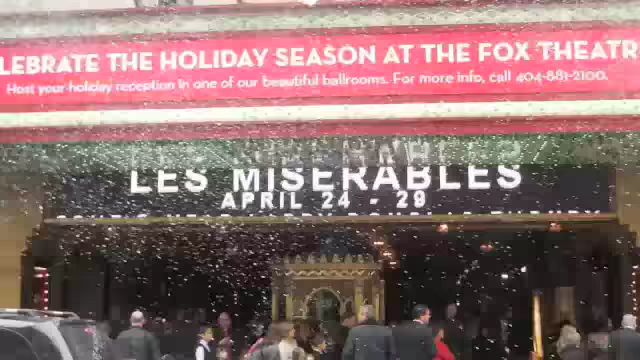 LEBRATE THE HOLIDAY SEASON AT THE FOX THEATR
Host your holiday reception in one of our beautiful ballrooms. For more info, call 404-881-2100.
LES MISERABLES
APRIL 24 - 29